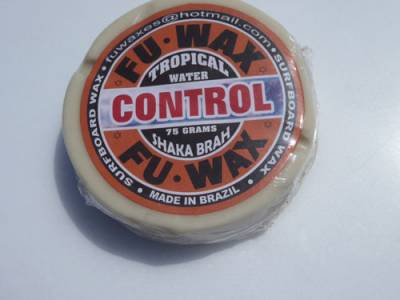 • SURFBOARD WAX • fuwaxes@hotmail.com • SURFBOARD WAX •
FU•WAX
TROPICAL
WATER
CONTROL
75 GRAMS
SHAKA BRAH
FU•WAX
MADE IN BRAZIL